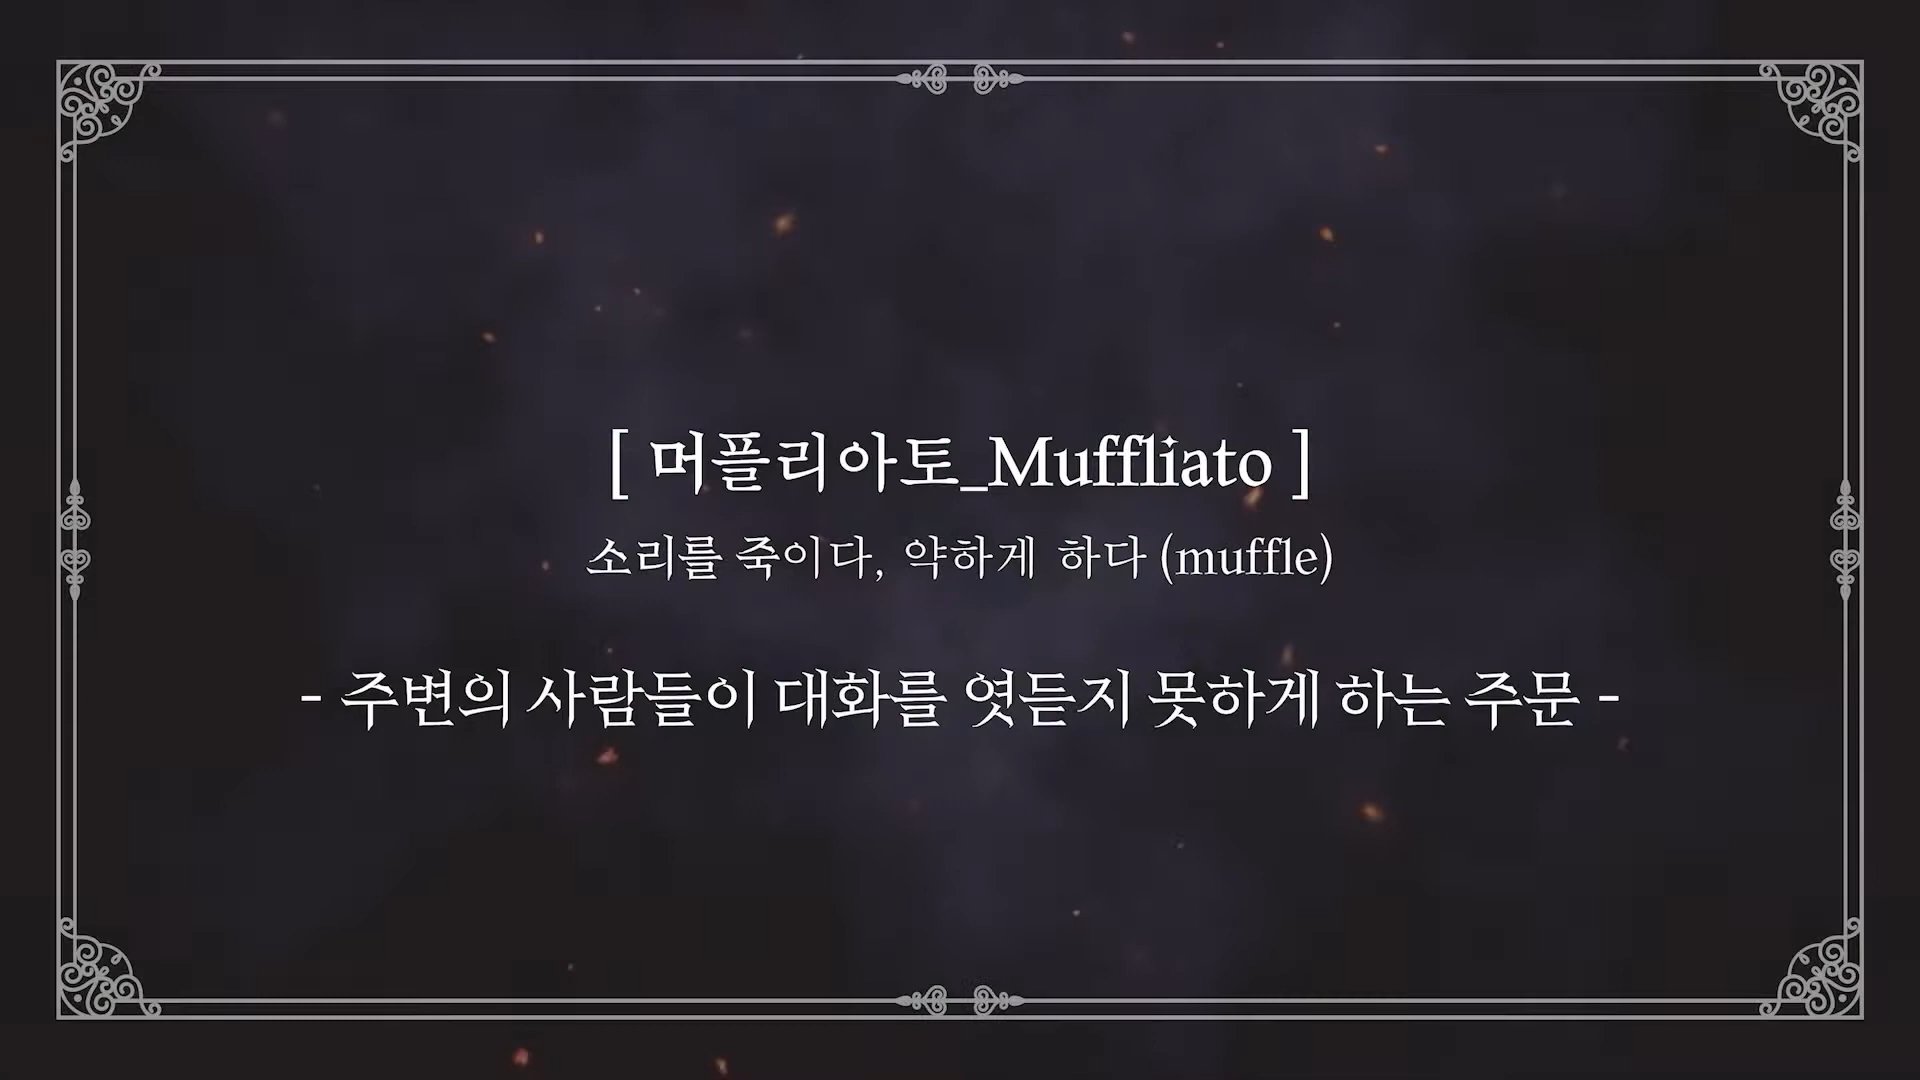 [ 머플리아토_Muffliato ]
소리를 죽이다, 약하게 하다 (muffle)
- 주변의 사람들이 대화를 엿듣지 못하게 하는 주문 -